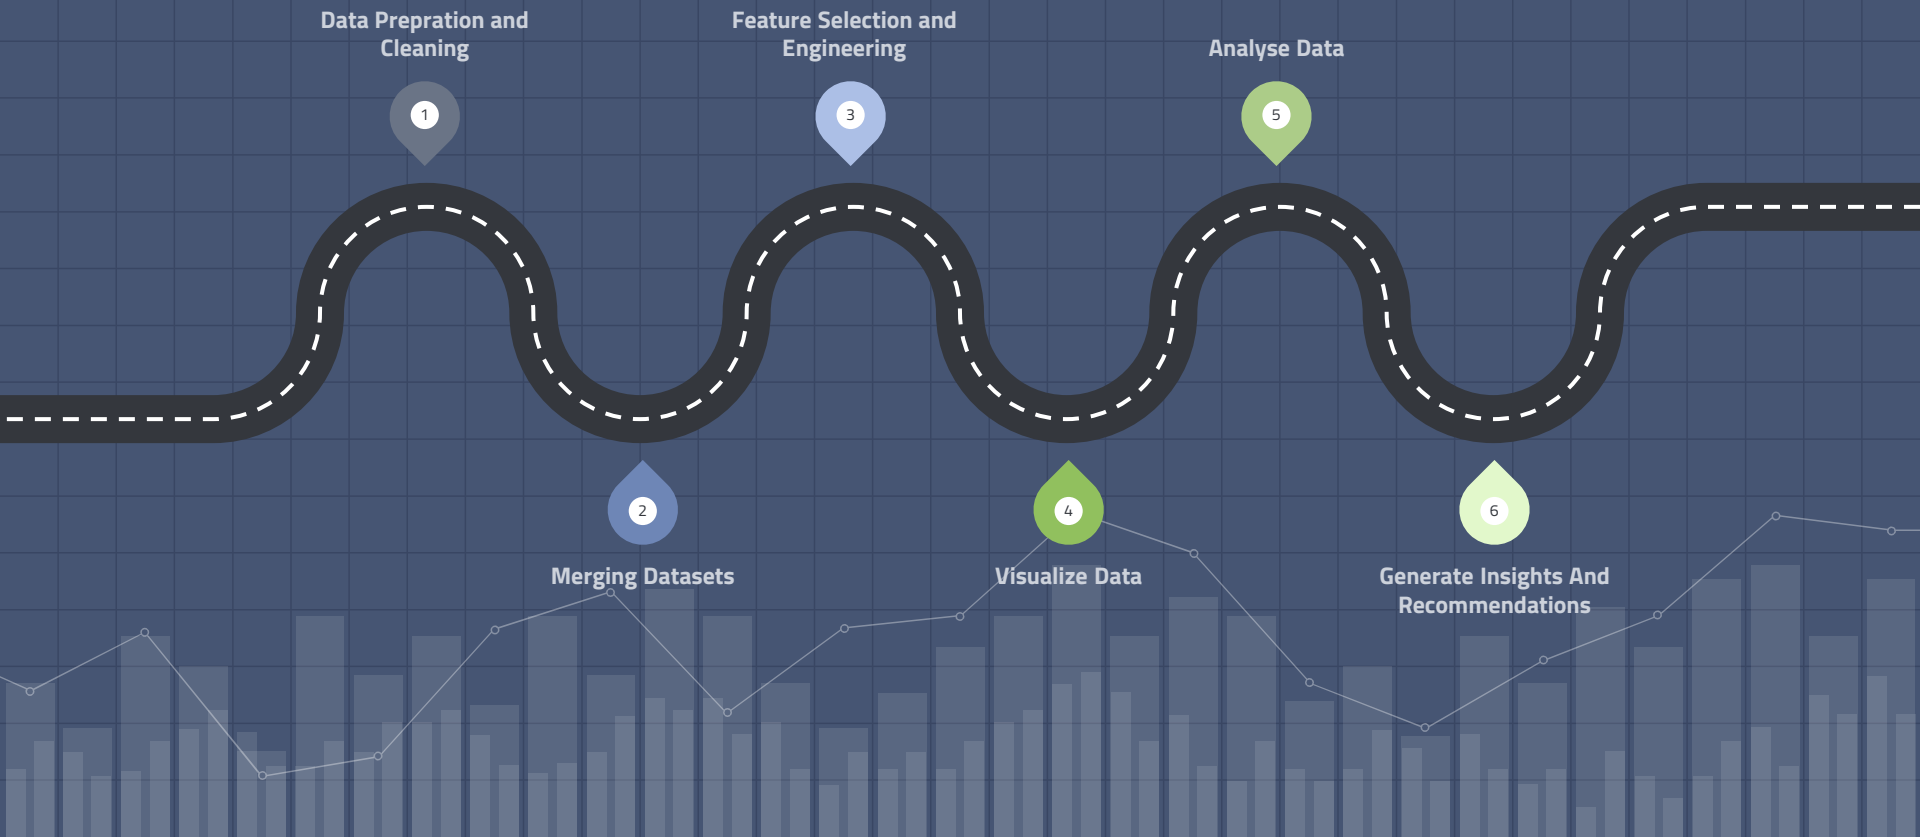 Data Prepration and
Cleaning
1
Feature Selection and
Engineering
3
Analyse Data
5
2
Merging Datasets
4
Visualize Data
6
Generate Insights And
Recommendations